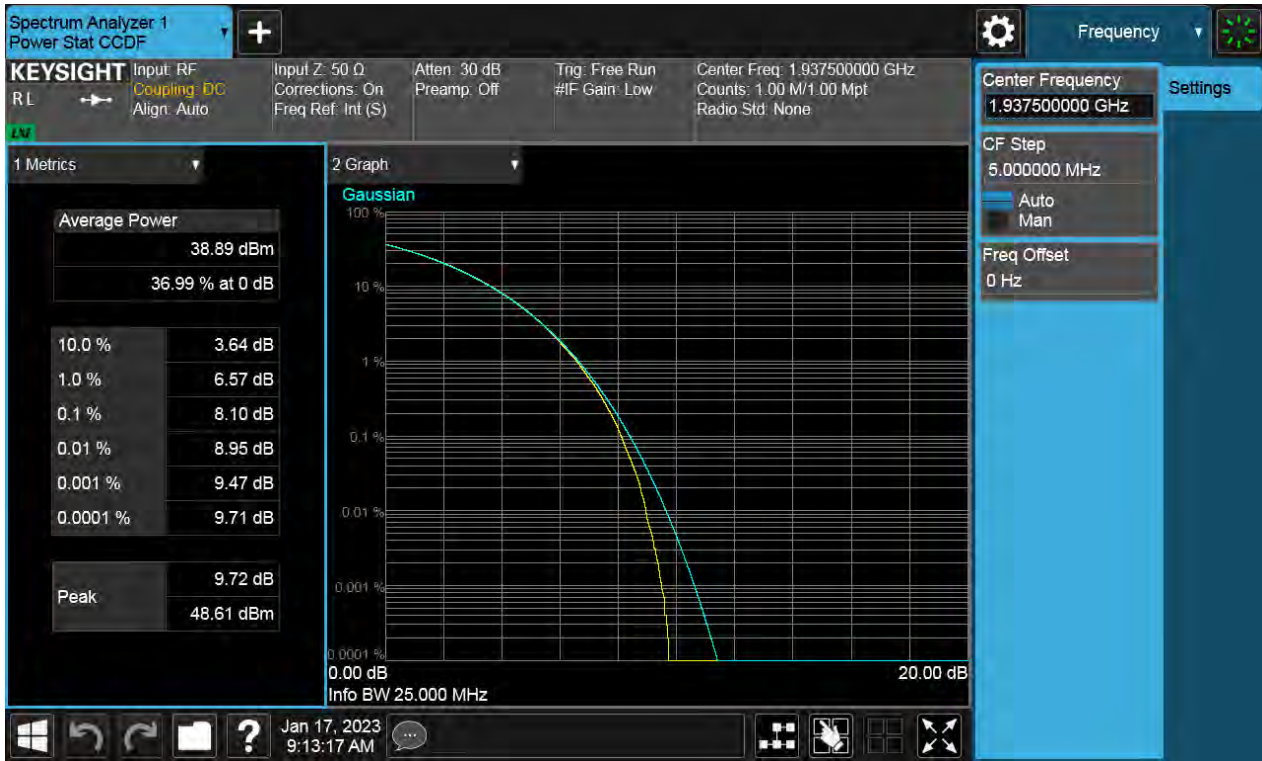 Spectrum Analyzer 1
Power Stat CCDF
+
Frequency
KEYSIGHT
RL
LXI
Input: RF
Coupling: DC
Align: Auto
Input Z: 50 Ω
Corrections: On
Freq Ref: Int (S)
Atten: 30 dB
Preamp: Off
Trig: Free Run
#IF Gain: Low
Center Freq: 1.937500000 GHz
Counts: 1.00 M/1.00 Mpt
Radio Std: None
Center Frequency
1.937500000 GHz
Settings
CF Step
5.000000 MHz
Auto
Man
Freq Offset
0 Hz
1 Metrics
Average Power
38.89 dBm
36.99 % at 0 dB
10.0 % 3.64 dB
1.0 % 6.57 dB
0.1 % 8.10 dB
0.01 % 8.95 dB
0.001 % 9.47 dB
0.0001 % 9.71 dB
Peak
9.72 dB
48.61 dBm
2 Graph
Gaussian
100 %
10 %
1 %
0.1 %
0.01 %
0.001 %
0.0001 %
0.00 dB 20.00 dB
Info BW 25.000 MHz
?
Jan 17, 2023
9:13:17 AM